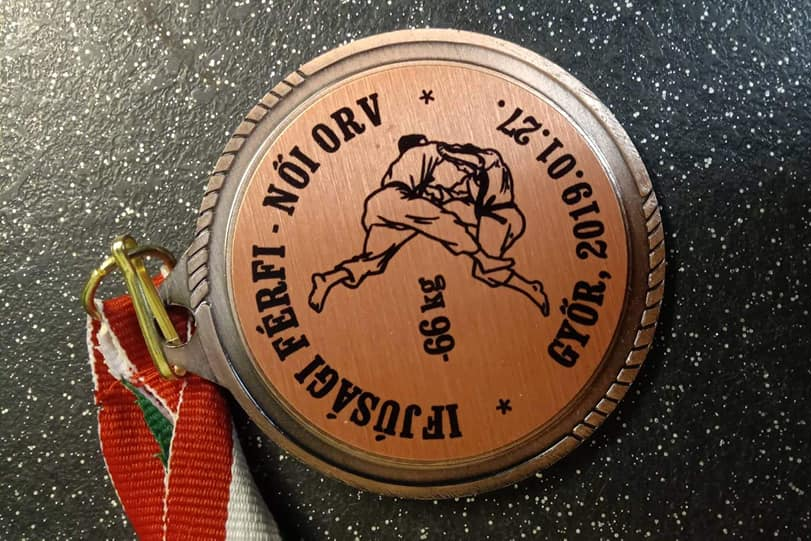 * IFJÚSÁGI FÉRFI - NŐI ORV *
-66 kg
GYŐR, 2019.01.27.